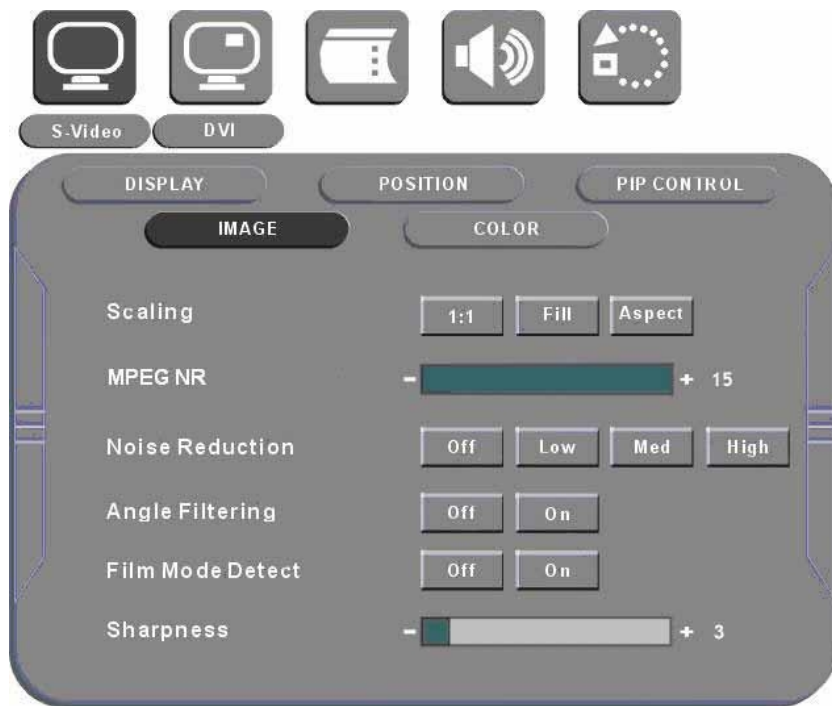 S-Video DVI
DISPLAY POSITION PIP CONTROL
IMAGE COLOR
Scaling 1:1 Fill Aspect
MPEG NR - + 15
Noise Reduction Off Low Med High
Angle Filtering Off On
Film Mode Detect Off On
Sharpness - + 3